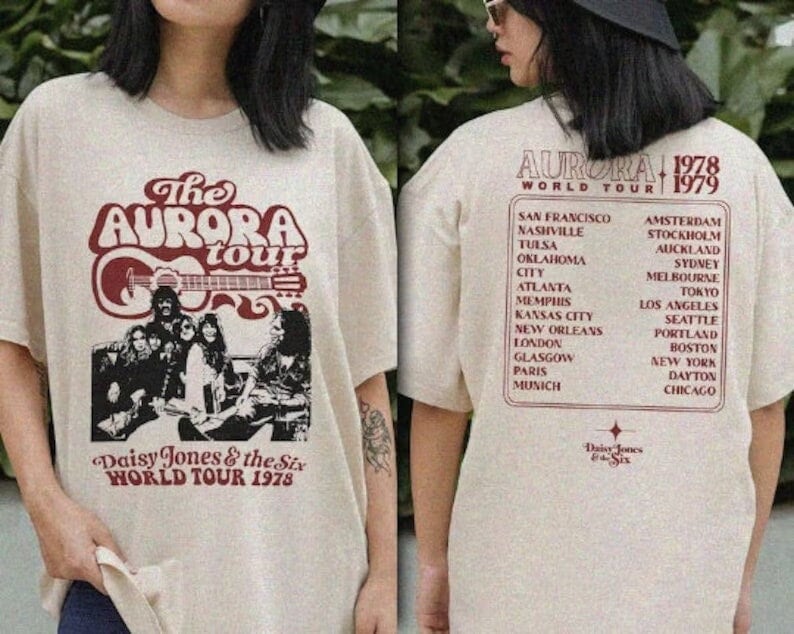 The
AURORA
tour
Daisy Jones & the Six
WORLD TOUR 1978
AURORA
WORLD TOUR
1978
1979
SAN FRANCISCO
NASHVILLE
TULSA
OKLAHOMA
CITY
ATLANTA
MEMPHIS
KANSAS CITY
NEW ORLEANS
LONDON
GLASGOW
PARIS
MUNICH
AMSTERDAM
STOCKHOLM
AUCKLAND
SYDNEY
MELBOURNE
TOKYO
LOS ANGELES
SEATTLE
PORTLAND
BOSTON
NEW YORK
DAYTON
CHICAGO
Daisy Jones
& the Six